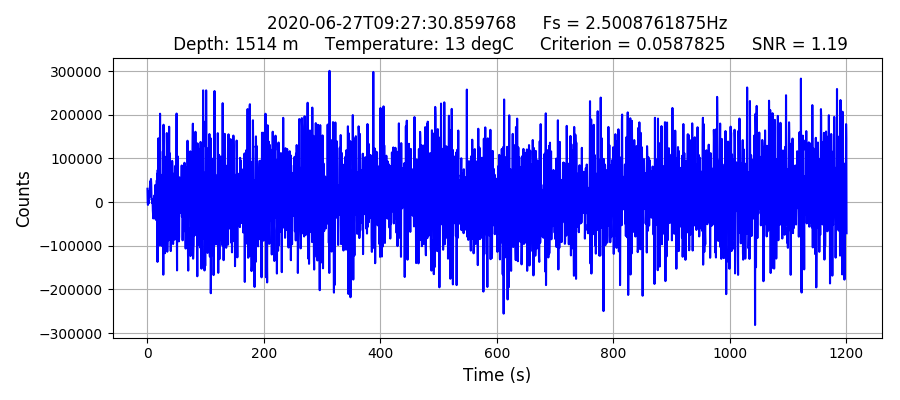 2020-06-27T09:27:30.859768 Fs = 2.5008761875Hz
Depth: 1514 m Temperature: 13 degC Criterion = 0.0587825 SNR = 1.19
300000
200000
100000
0
−100000
−200000
−300000
Counts
0 200 400 600 800 1000 1200
Time (s)